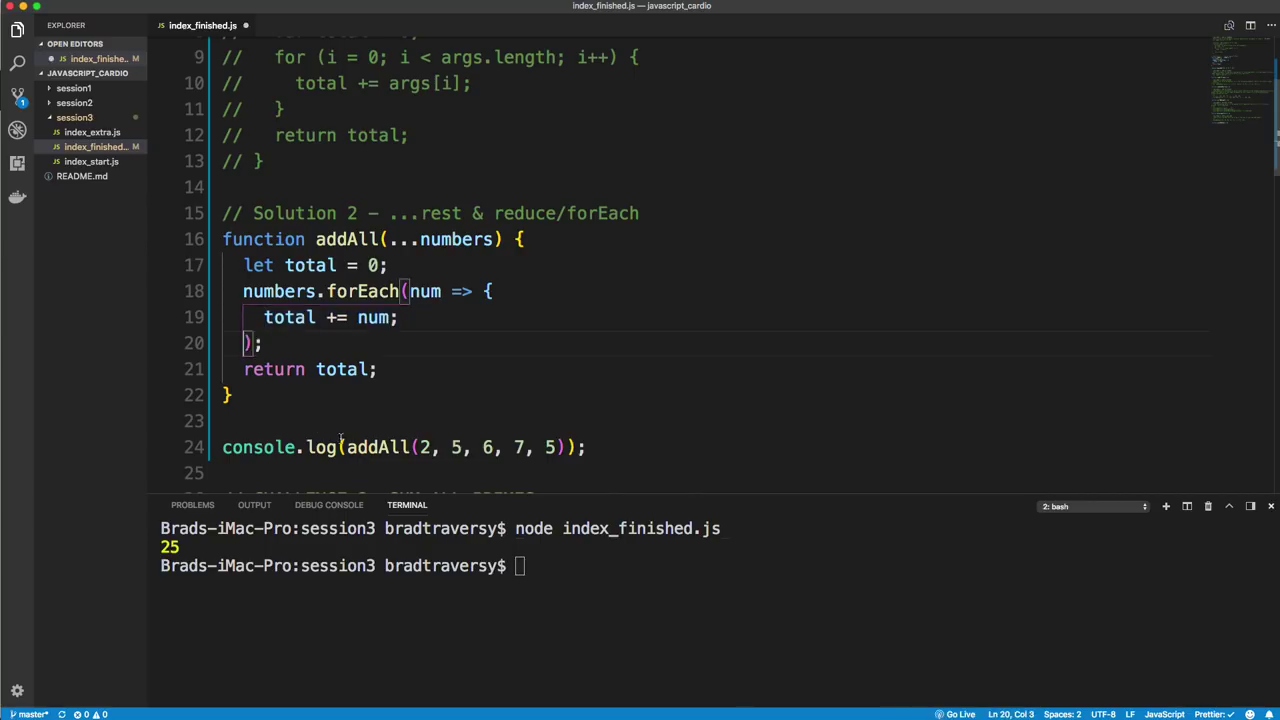 index_finished.js — javascript_cardio
EXPLORER
index_finished.js
OPEN EDITORS
index_finishe... M
JAVASCRIPT_CARDIO
session1
session2
session3
index_extra.js
index_finished... M
index_start.js
README.md
1
9 //   for (i = 0; i < args.length; i++) {
10 //     total += args[i];
11 //   }
12 //   return total;
13 // }
14
15 // Solution 2 - ...rest & reduce/forEach
16 function addAll(...numbers) {
17   let total = 0;
18   numbers.forEach(num => {
19     total += num;
20   );
21   return total;
22 }
23
24 console.log(addAll(2, 5, 6, 7, 5));
25
PROBLEMS OUTPUT DEBUG CONSOLE TERMINAL
2: bash
Brads-iMac-Pro:session3 bradtraversy$ node index_finished.js
25
Brads-iMac-Pro:session3 bradtraversy$
master* 0 0
Go Live Ln 20, Col 3 Spaces: 2 UTF-8 LF JavaScript Prettier: ✓